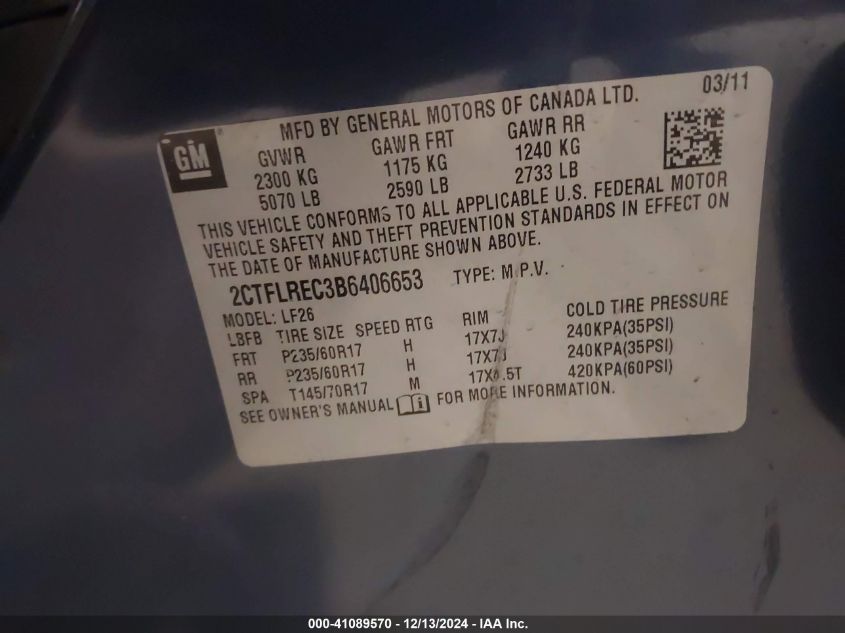 03/11
MFD BY GENERAL MOTORS OF CANADA LTD.
GM
GVWR GAWR FRT GAWR RR
2300 KG 1175 KG 1240 KG
5070 LB 2590 LB 2733 LB
THIS VEHICLE CONFORMS TO ALL APPLICABLE U.S. FEDERAL MOTOR
VEHICLE SAFETY AND THEFT PREVENTION STANDARDS IN EFFECT ON
THE DATE OF MANUFACTURE SHOWN ABOVE.
2CTFLREC3B6406653 TYPE: M.P.V.
MODEL: LF26
LBFB TIRE SIZE SPEED RTG RIM COLD TIRE PRESSURE
FRT P235/60R17 H 17X7J 240KPA(35PSI)
RR P235/60R17 H 17X7J 240KPA(35PSI)
SPA T145/70R17 M 420KPA(60PSI)
SEE OWNER'S MANUAL FOR MORE INFORMATION.
000-41089570 - 12/13/2024 - IAA Inc.